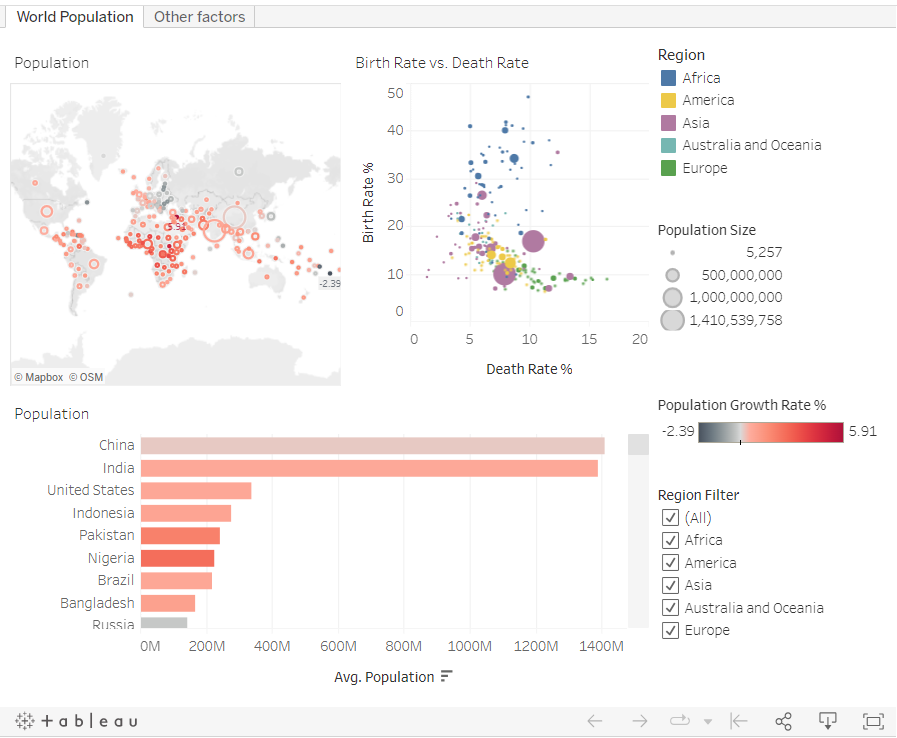 World Population
Other factors
Population
© Mapbox © OSM
5.91
-2.39
Birth Rate vs. Death Rate
Birth Rate %
50
40
30
20
10
0
0
5
10
15
20
Death Rate %
Region
Africa
America
Asia
Australia and Oceania
Europe
Population Size
5,257
500,000,000
1,000,000,000
1,410,539,758
Population
China
India
United States
Indonesia
Pakistan
Nigeria
Brazil
Bangladesh
Russia
0M
200M
400M
600M
800M
1000M
1200M
1400M
Avg. Population
Population Growth Rate %
-2.39
5.91
Region Filter
(All)
Africa
America
Asia
Australia and Oceania
Europe
+ a b l e a u